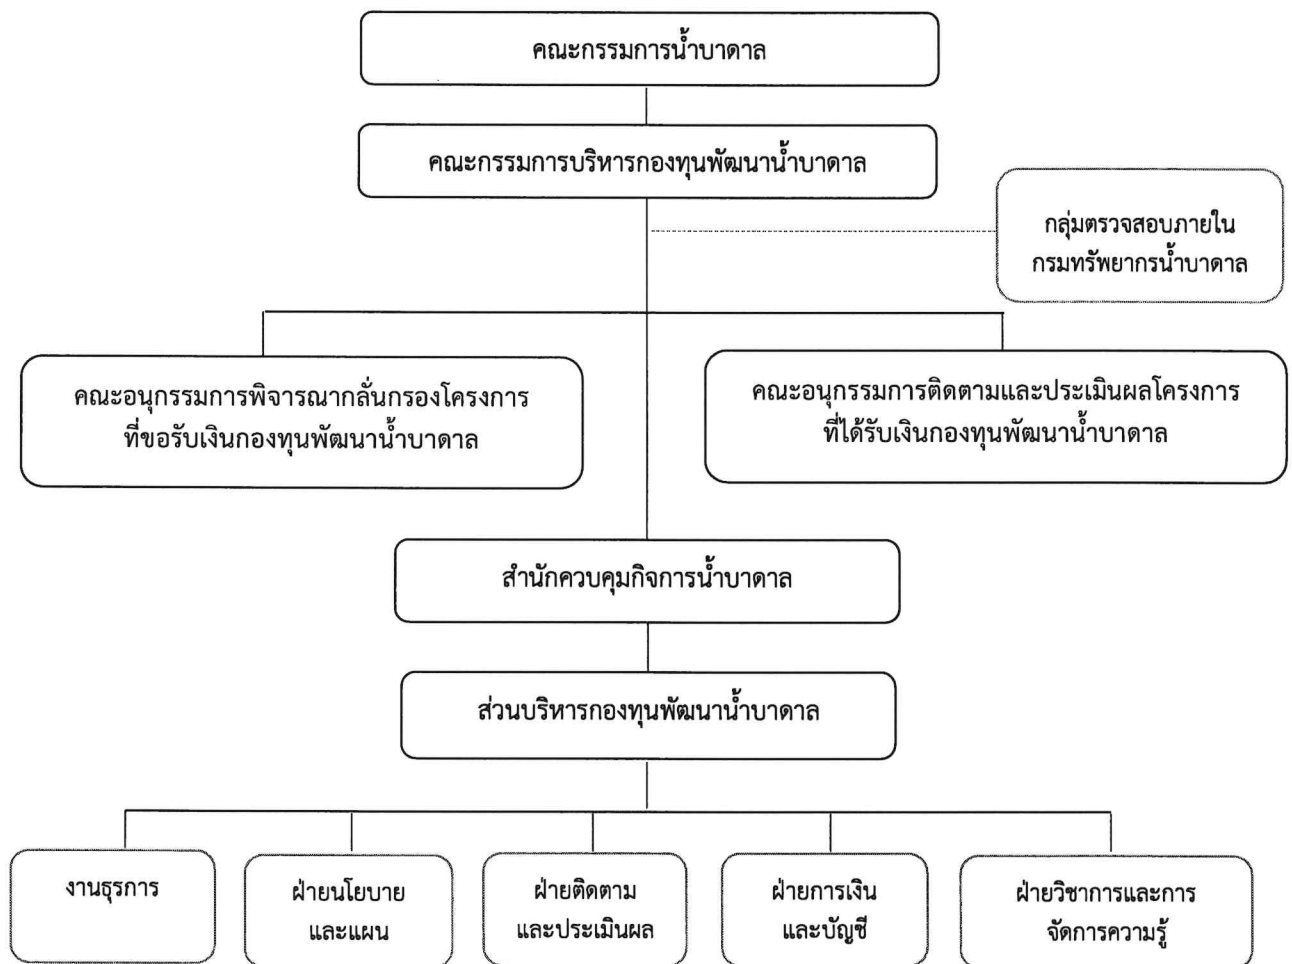 คณะกรรมการน้ำบาดาล
คณะกรรมการบริหารกองทุนพัฒนาน้ำบาดาล
กลุ่มตรวจสอบภายใน
กรมทรัพยากรน้ำบาดาล
คณะอนุกรรมการพิจารณากลั่นกรองโครงการ
ที่ขอรับเงินกองทุนพัฒนาน้ำบาดาล
คณะอนุกรรมการติดตามและประเมินผลโครงการ
ที่ได้รับเงินกองทุนพัฒนาน้ำบาดาล
สำนักควบคุมกิจการน้ำบาดาล
ส่วนบริหารกองทุนพัฒนาน้ำบาดาล
งานธุรการ
ฝ่ายนโยบาย
และแผน
ฝ่ายติดตาม
และประเมินผล
ฝ่ายการเงิน
และบัญชี
ฝ่ายวิชาการและการ
จัดการความรู้